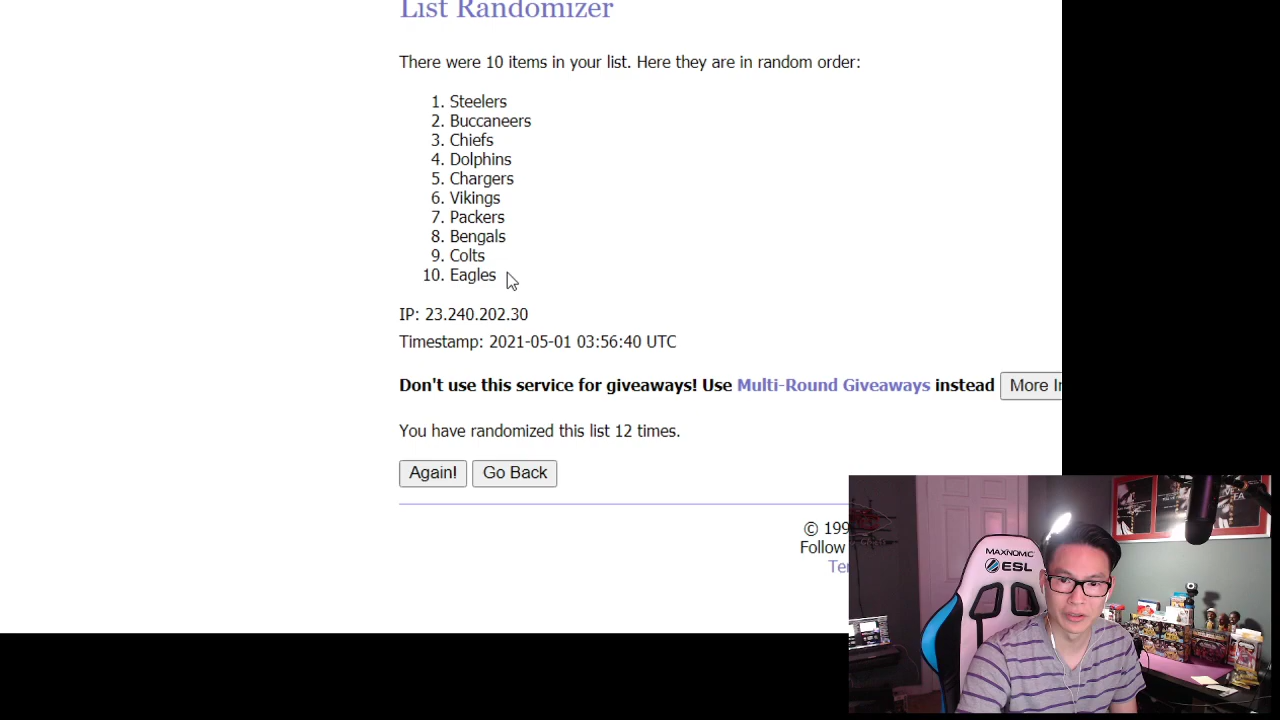 List Randomizer
There were 10 items in your list. Here they are in random order:
1. Steelers
2. Buccaneers
3. Chiefs
4. Dolphins
5. Chargers
6. Vikings
7. Packers
8. Bengals
9. Colts
10. Eagles
IP: 23.240.202.30
Timestamp: 2021-05-01 03:56:40 UTC
Don't use this service for giveaways! Use Multi-Round Giveaways instead More
You have randomized this list 12 times.
Again! Go Back
©
Follow
MAXNOMIC
ESL